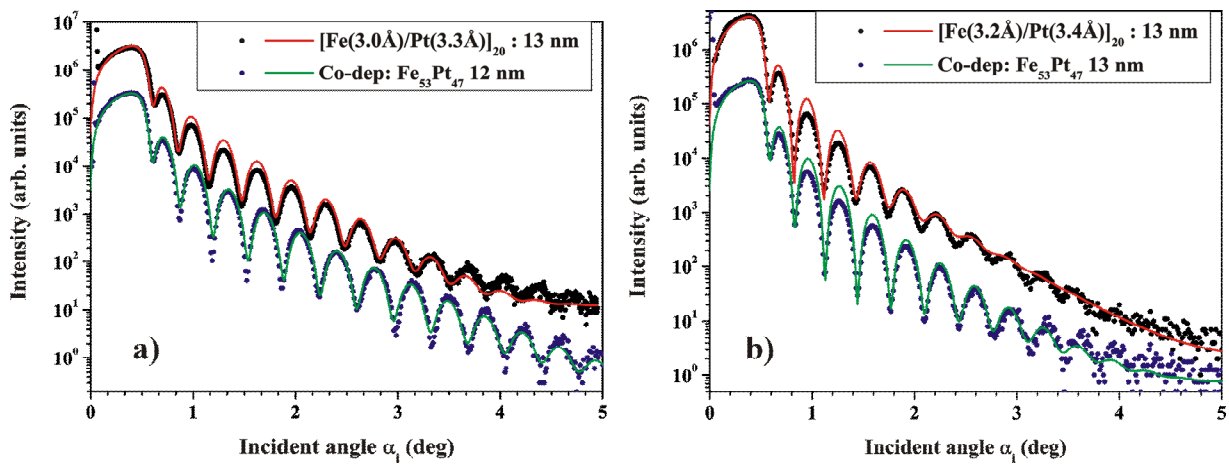 [Fe(3.0Å)/Pt(3.3Å)]20 : 13 nm
Co-dep: Fe53Pt47 12 nm
Intensity (arb. units)
10^7
10^6
10^5
10^4
10^3
10^2
10^1
10^0
a)
0 1 2 3 4 5
Incident angle αi (deg)
[Fe(3.2Å)/Pt(3.4Å)]20 : 13 nm
Co-dep: Fe53Pt47 13 nm
Intensity (arb. units)
10^6
10^5
10^4
10^3
10^2
10^1
10^0
b)
0 1 2 3 4 5
Incident angle αi (deg)